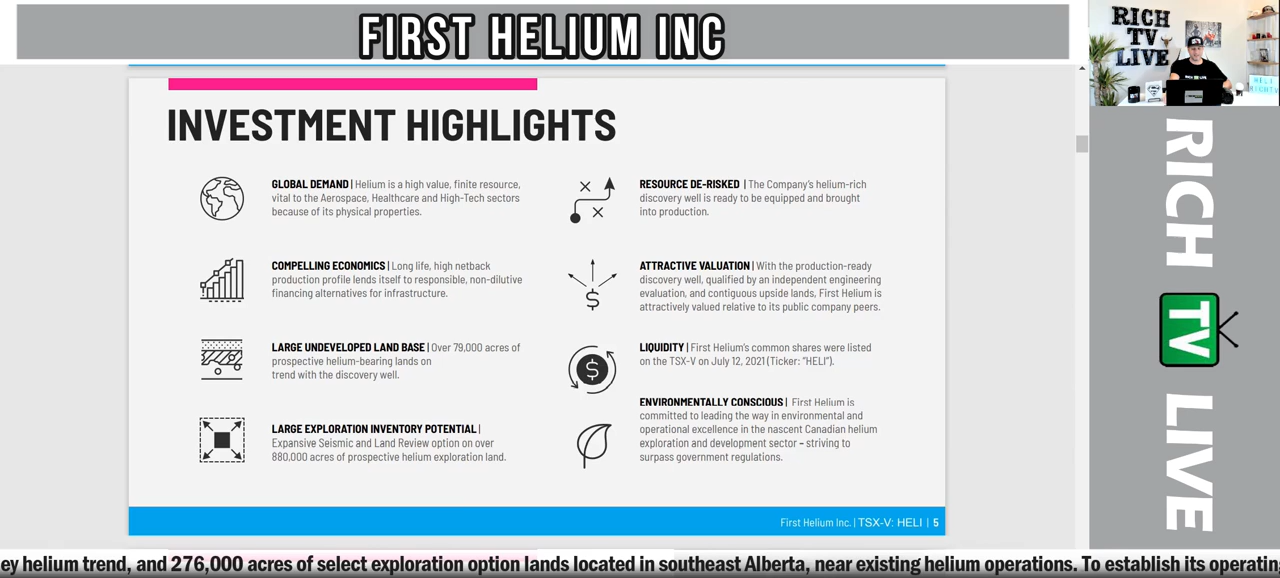 FIRST HELIUM INC
RICH
TV
LIVE
INVESTMENT HIGHLIGHTS
GLOBAL DEMAND | Helium is a high value, finite resource,
vital to the Aerospace, Healthcare and High-Tech sectors
because of its physical properties.
COMPELLING ECONOMICS | Long life, high netback
production profile lends itself to responsible, non-dilutive
financing alternatives for infrastructure.
LARGE UNDEVELOPED LAND BASE | Over 79,000 acres of
prospective helium-bearing lands on
trend with the discovery well.
LARGE EXPLORATION INVENTORY POTENTIAL |
Expansive Seismic and Land Review option on over
880,000 acres of prospective helium exploration land.
RESOURCE DE-RISKED | The Company's helium-rich
discovery well is ready to be equipped and brought
into production.
ATTRACTIVE VALUATION | With the production-ready
discovery well, qualified by an independent engineering
evaluation, and contiguous upside lands, First Helium is
attractively valued relative to its public company peers.
LIQUIDITY | First Helium's common shares were listed
on the TSX-V on July 12, 2021 (Ticker: "HELI").
ENVIRONMENTALLY CONSCIOUS | First Helium is
committed to leading the way in environmental and
operational excellence in the nascent Canadian helium
exploration and development sector – striving to
surpass government regulations.
First Helium Inc. | TSX-V: HELI | 5
RICH
TV
LIVE
ey helium trend, and 276,000 acres of select exploration option lands located in southeast Alberta, near existing helium operations. To establish its operatin